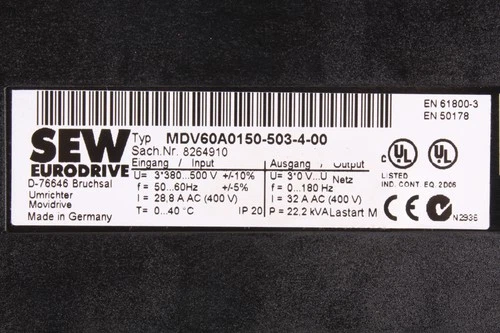 EN 61800-3
EN 50178
SEW
EURODRIVE
D-76646 Bruchsal
Umrichter
Movidrive
Made in Germany
Typ MDV60A0150-503-4-00
Sach.Nr. 8264910
Eingang / Input
U= 3*380...500 V +/-10%
f = 50...60Hz +/-5%
I = 28,8 A AC (400 V)
T= 0...40 °C IP 20
Ausgang / Output
U= 3*0 V...U Netz
f = 0...180 Hz
I = 32 A AC (400 V)
P = 22,2 kVA Lastart M
C UL UL
LISTED
IND. CONT. EQ. 2D06
CE N2936